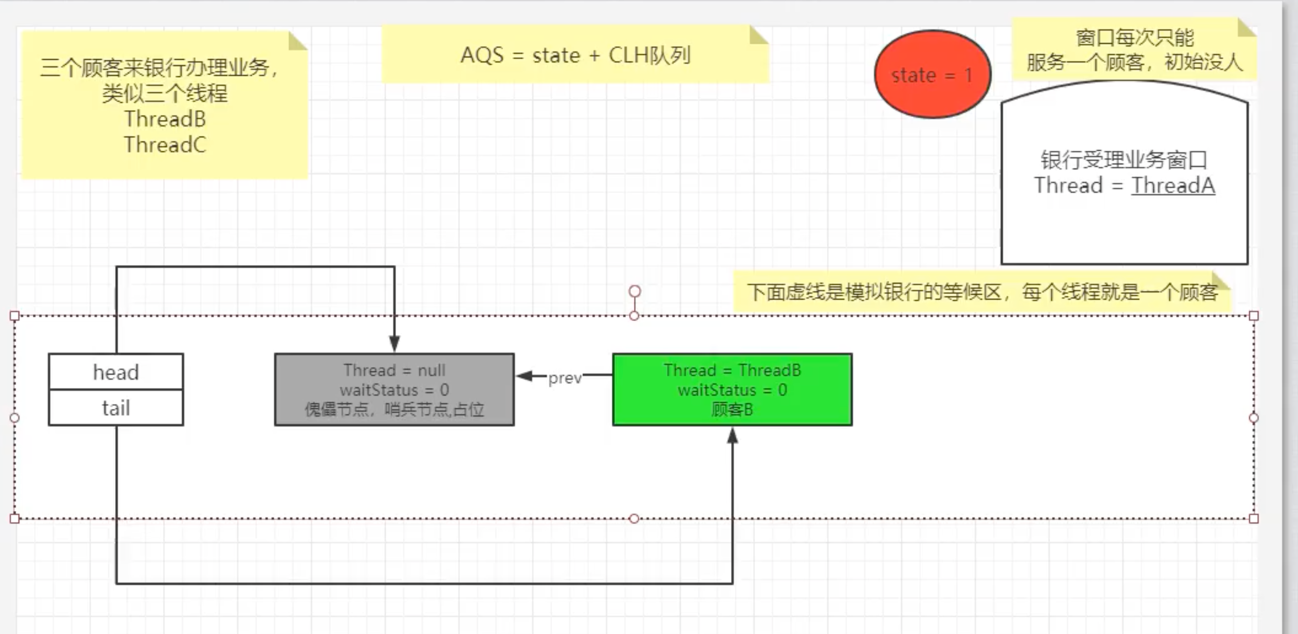 三个顾客来银行办理业务，
类似三个线程
ThreadB
ThreadC
AQS = state + CLH队列
state = 1
窗口每次只能
服务一个顾客，初始没人
银行受理业务窗口
Thread = ThreadA
下面虚线是模拟银行的等候区，每个线程就是一个顾客
head
tail
Thread = null
waitStatus = 0
傀儡节点，哨兵节点,占位
prev
Thread = ThreadB
waitStatus = 0
顾客B